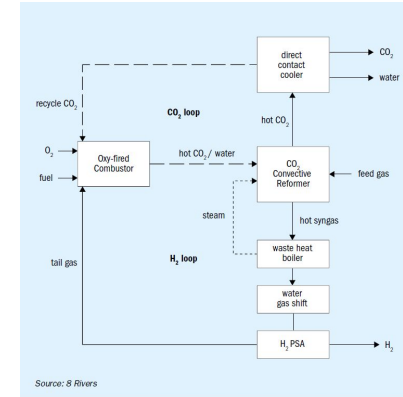 direct
contact
cooler
CO₂
water
recycle CO₂
CO₂ loop
hot CO₂
O₂
fuel
Oxy-fired
Combustor
hot CO₂/ water
CO₂
Convective
Reformer
feed gas
steam
hot syngas
tail gas
H₂ loop
waste heat
boiler
water
gas shift
H₂ PSA
H₂
Source: 8 Rivers